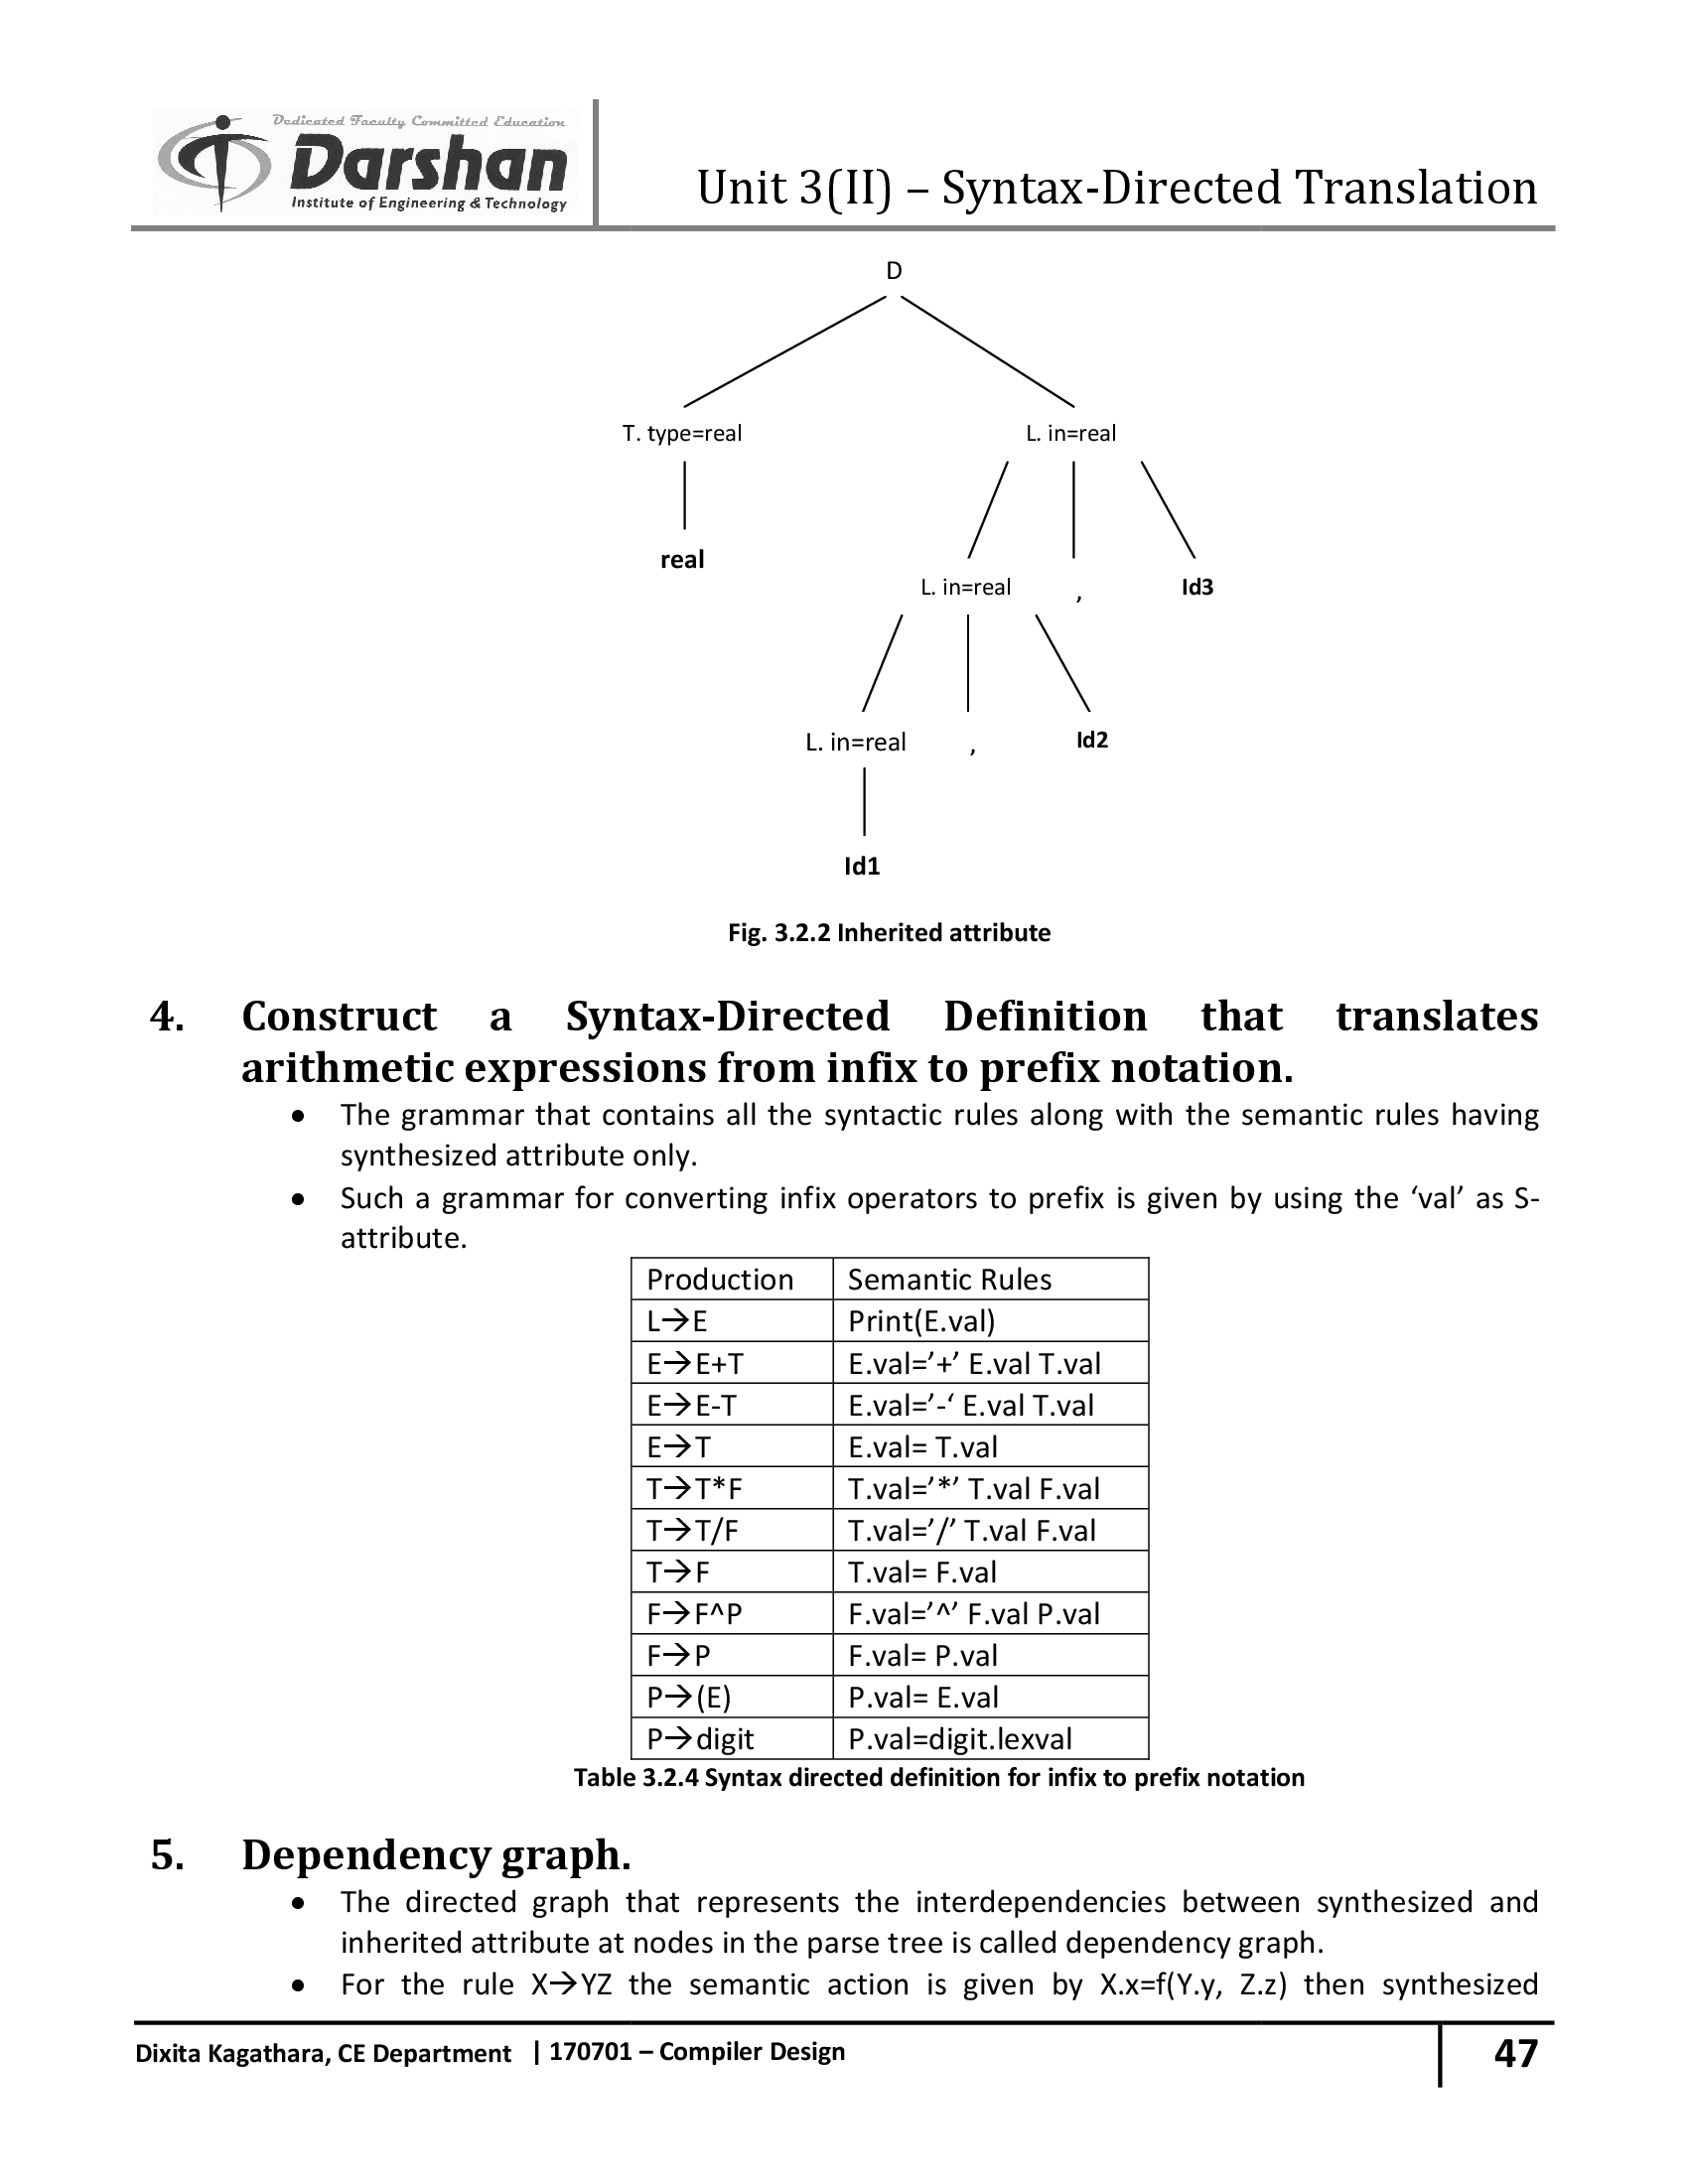 Dedicated Faculty Committed Education
Darshan
Institute of Engineering & Technology
Unit 3(II) – Syntax-Directed Translation
D
T. type=real L. in=real
real
L. in=real , Id3
L. in=real , Id2
Id1
Fig. 3.2.2 Inherited attribute
4. Construct a Syntax-Directed Definition that translates
arithmetic expressions from infix to prefix notation.
• The grammar that contains all the syntactic rules along with the semantic rules having
synthesized attribute only.
• Such a grammar for converting infix operators to prefix is given by using the ‘val’ as S-
attribute.
Production Semantic Rules
L→E Print(E.val)
E→E+T E.val=’+’ E.val T.val
E→E-T E.val=’-‘ E.val T.val
E→T E.val= T.val
T→T*F T.val=’*’ T.val F.val
T→T/F T.val=’/’ T.val F.val
T→F T.val= F.val
F→F^P F.val=’^’ F.val P.val
F→P F.val= P.val
P→(E) P.val= E.val
P→digit P.val=digit.lexval
Table 3.2.4 Syntax directed definition for infix to prefix notation
5. Dependency graph.
• The directed graph that represents the interdependencies between synthesized and
inherited attribute at nodes in the parse tree is called dependency graph.
• For the rule X→YZ the semantic action is given by X.x=f(Y.y, Z.z) then synthesized
Dixita Kagathara, CE Department | 170701 – Compiler Design 47